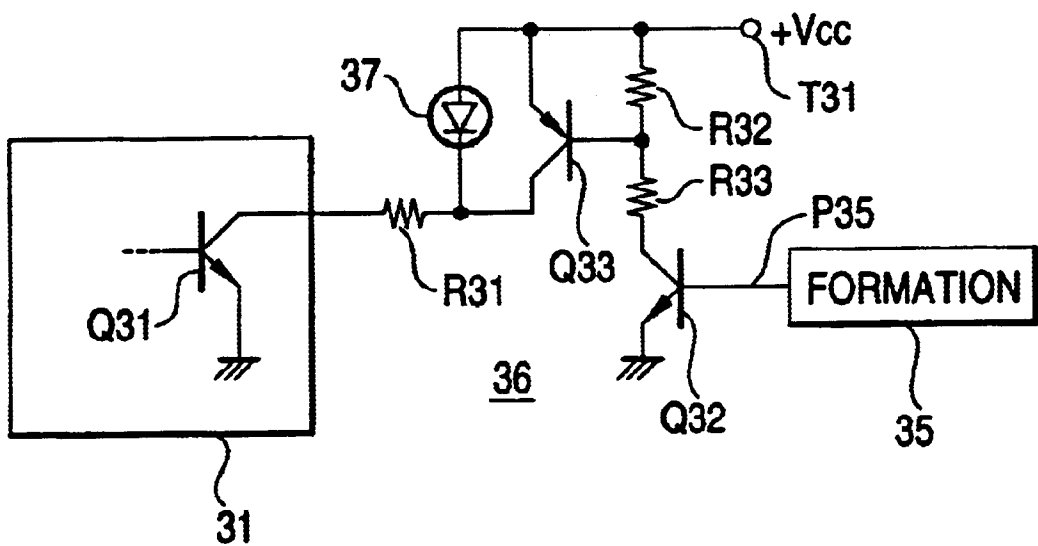 +Vcc
37
T31
R32
R33
P35
Q33
FORMATION
R31
Q31
36
Q32
35
31